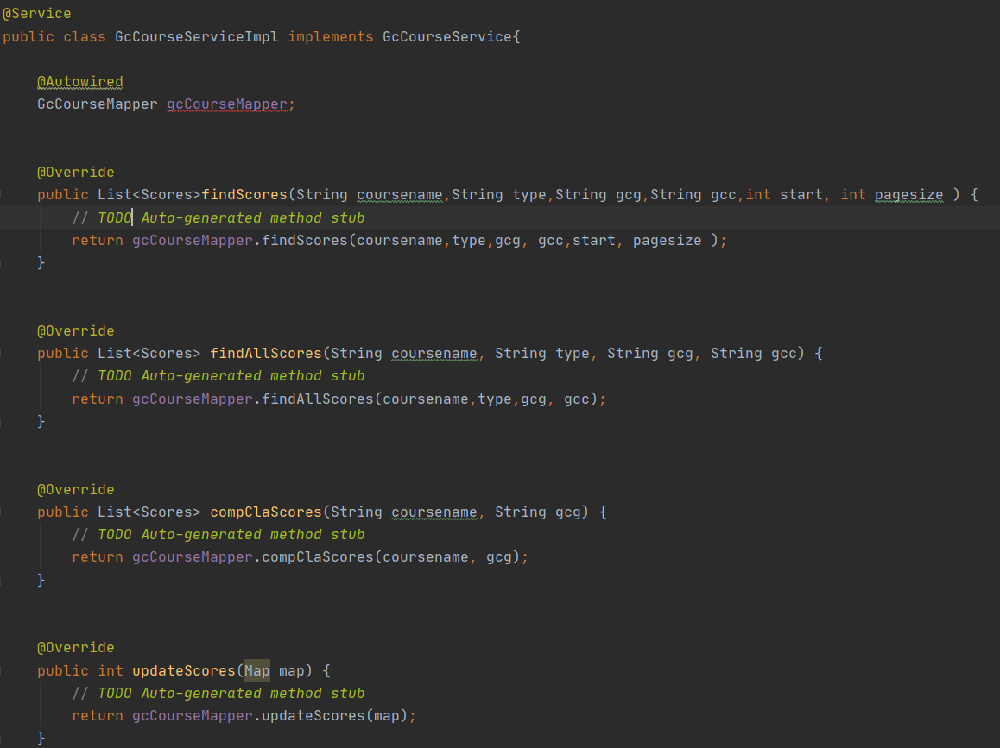 @Service
public class GcCourseServiceImpl implements GcCourseService{
@Autowired
GcCourseMapper gcCourseMapper;
@Override
public List<Scores>findScores(String coursename,String type,String gcg,String gcc,int start, int pagesize ) {
// TODO Auto-generated method stub
return gcCourseMapper.findScores(coursename,type,gcg, gcc,start, pagesize );
}
@Override
public List<Scores> findAllScores(String coursename, String type, String gcg, String gcc) {
// TODO Auto-generated method stub
return gcCourseMapper.findAllScores(coursename,type,gcg, gcc);
}
@Override
public List<Scores> compClaScores(String coursename, String gcg) {
// TODO Auto-generated method stub
return gcCourseMapper.compClaScores(coursename, gcg);
}
@Override
public int updateScores(Map map) {
// TODO Auto-generated method stub
return gcCourseMapper.updateScores(map);
}